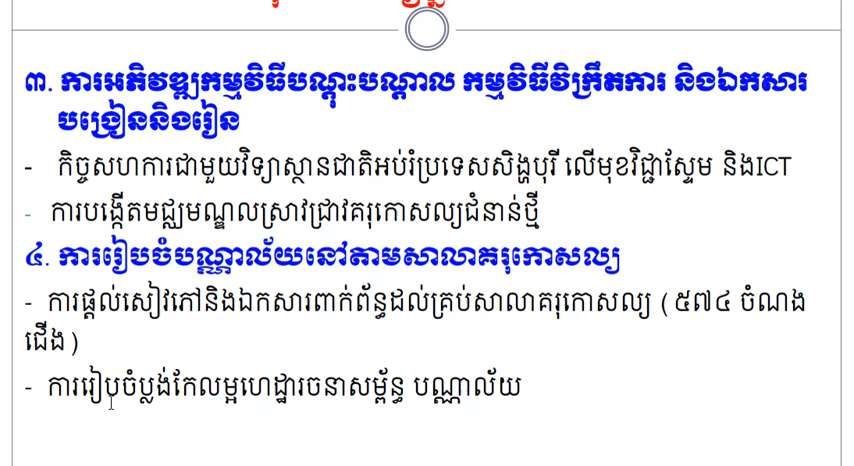 ៣. ការអភិវឌ្ឍកម្មវិធីបណ្តុះបណ្តាល កម្មវិធីវិក្រឹតការ និងឯកសារ
បង្រៀននិងរៀន
- កិច្ចសហការជាមួយវិទ្យាស្ថានជាតិអប់រំប្រទេសសិង្ហបុរី លើមុខវិជ្ជាស្ទែម និងICT
- ការបង្កើតមជ្ឈមណ្ឌលស្រាវជ្រាវគរុកោសល្យជំនាន់ថ្មី
៤. ការរៀបចំបណ្ណាល័យនៅតាមសាលាគរុកោសល្យ
- ការផ្តល់សៀវភៅនិងឯកសារពាក់ព័ន្ធដល់គ្រប់សាលាគរុកោសល្យ (៥៧៤ ចំណង
ជើង)
- ការរៀបចំប្លង់កែលម្អហេដ្ឋារចនាសម្ព័ន្ធ បណ្ណាល័យ